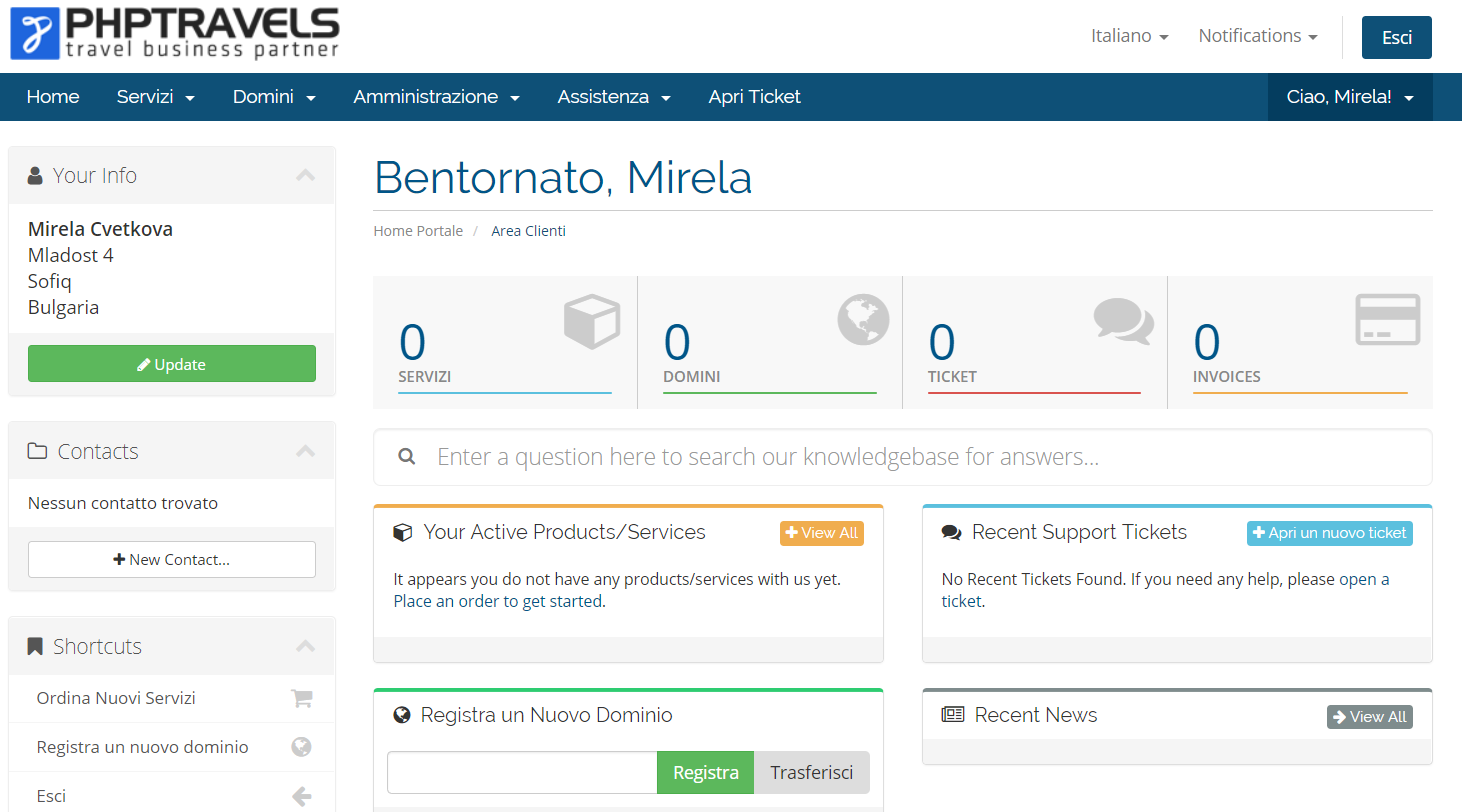 PHPTRAVELS
travel business partner
Italiano
Notifications
Esci
Home
Servizi
Domini
Amministrazione
Assistenza
Apri Ticket
Ciao, Mirela!
Your Info
Mirela Cvetkova
Mladost 4
Sofiq
Bulgaria
Update
Contacts
Nessun contatto trovato
New Contact...
Shortcuts
Ordina Nuovi Servizi
Registra un nuovo dominio
Esci
Bentornato, Mirela
Home Portale / Area Clienti
0
SERVIZI
0
DOMINI
0
TICKET
0
INVOICES
Enter a question here to search our knowledgebase for answers...
Your Active Products/Services
View All
It appears you do not have any products/services with us yet.
Place an order to get started.
Recent Support Tickets
Apri un nuovo ticket
No Recent Tickets Found. If you need any help, please open a
ticket.
Registra un Nuovo Dominio
Registra
Trasferisci
Recent News
View All